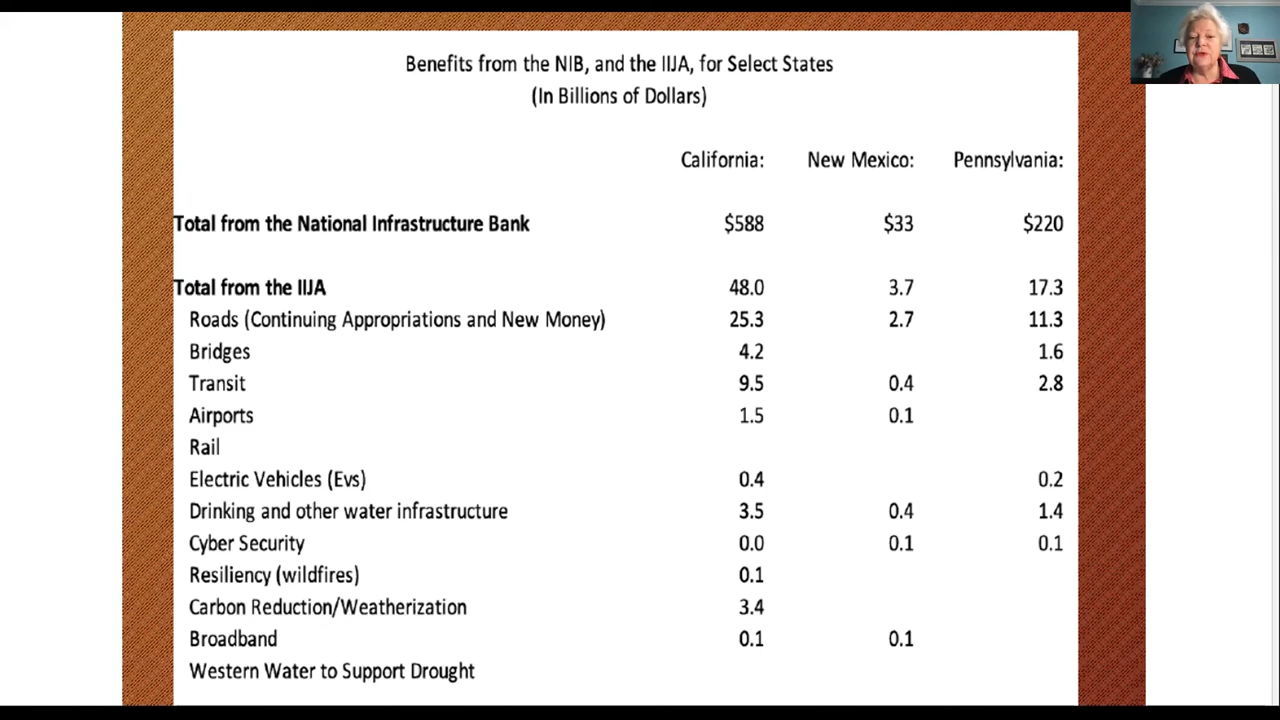 Benefits from the NIB, and the IIJA, for Select States
(In Billions of Dollars)
California: New Mexico: Pennsylvania:
Total from the National Infrastructure Bank $588 $33 $220
Total from the IIJA 48.0 3.7 17.3
Roads (Continuing Appropriations and New Money) 25.3 2.7 11.3
Bridges 4.2 1.6
Transit 9.5 0.4 2.8
Airports 1.5 0.1
Rail
Electric Vehicles (Evs) 0.4 0.2
Drinking and other water infrastructure 3.5 0.4 1.4
Cyber Security 0.0 0.1 0.1
Resiliency (wildfires) 0.1
Carbon Reduction/Weatherization 3.4
Broadband 0.1 0.1
Western Water to Support Drought